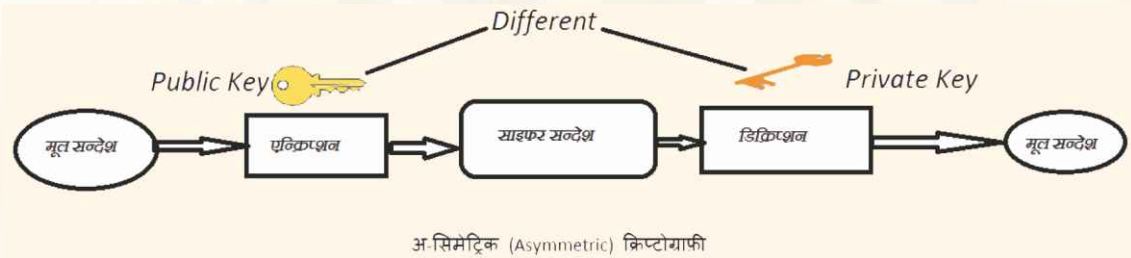 Different
Public Key
Private Key
मूल सन्देश
एन्क्रिप्शन
साइफर सन्देश
डिक्रिप्शन
मूल सन्देश
अ-सिमेट्रिक (Asymmetric) क्रिप्टोग्राफ़ी